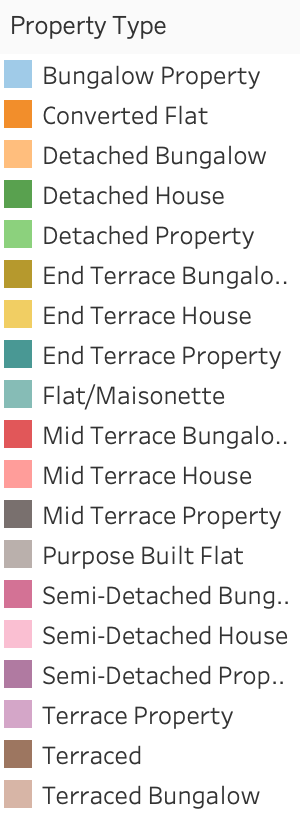 Property Type
Bungalow Property
Converted Flat
Detached Bungalow
Detached House
Detached Property
End Terrace Bungalo..
End Terrace House
End Terrace Property
Flat/Maisonette
Mid Terrace Bungalo..
Mid Terrace House
Mid Terrace Property
Purpose Built Flat
Semi-Detached Bung..
Semi-Detached House
Semi-Detached Prop..
Terrace Property
Terraced
Terraced Bungalow